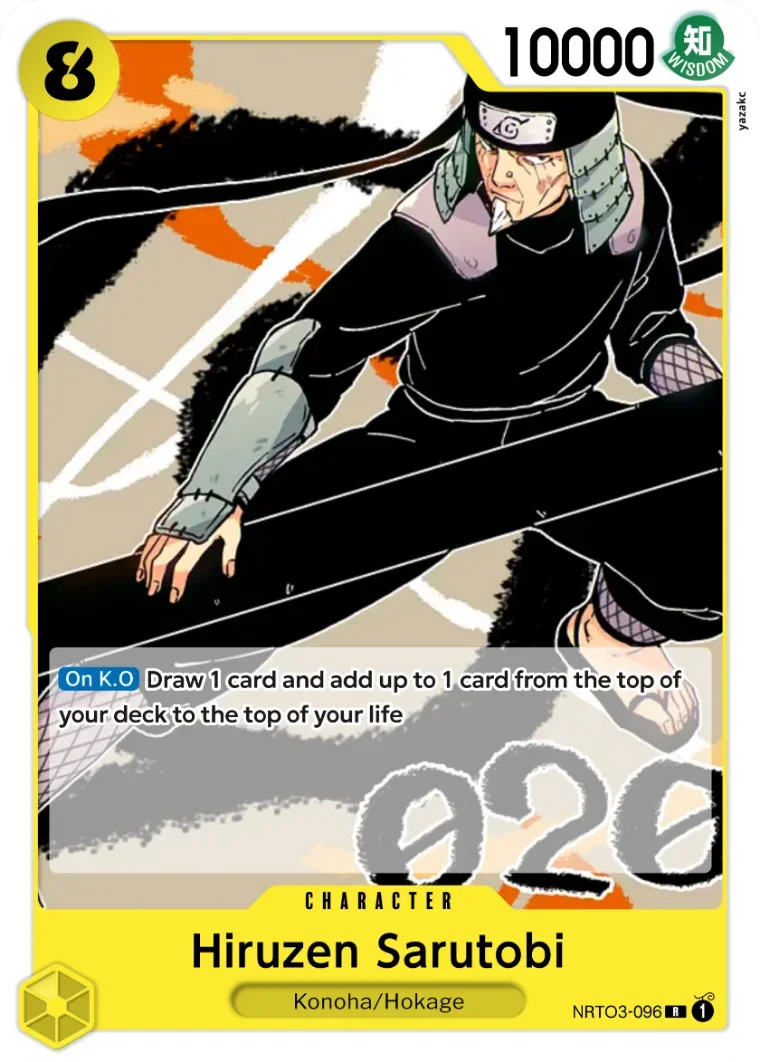 8
10000
知
WISDOM
yazakc
On K.O Draw 1 card and add up to 1 card from the top of
your deck to the top of your life
020
CHARACTER
Hiruzen Sarutobi
Konoha/Hokage
NRTO3-096 R 1